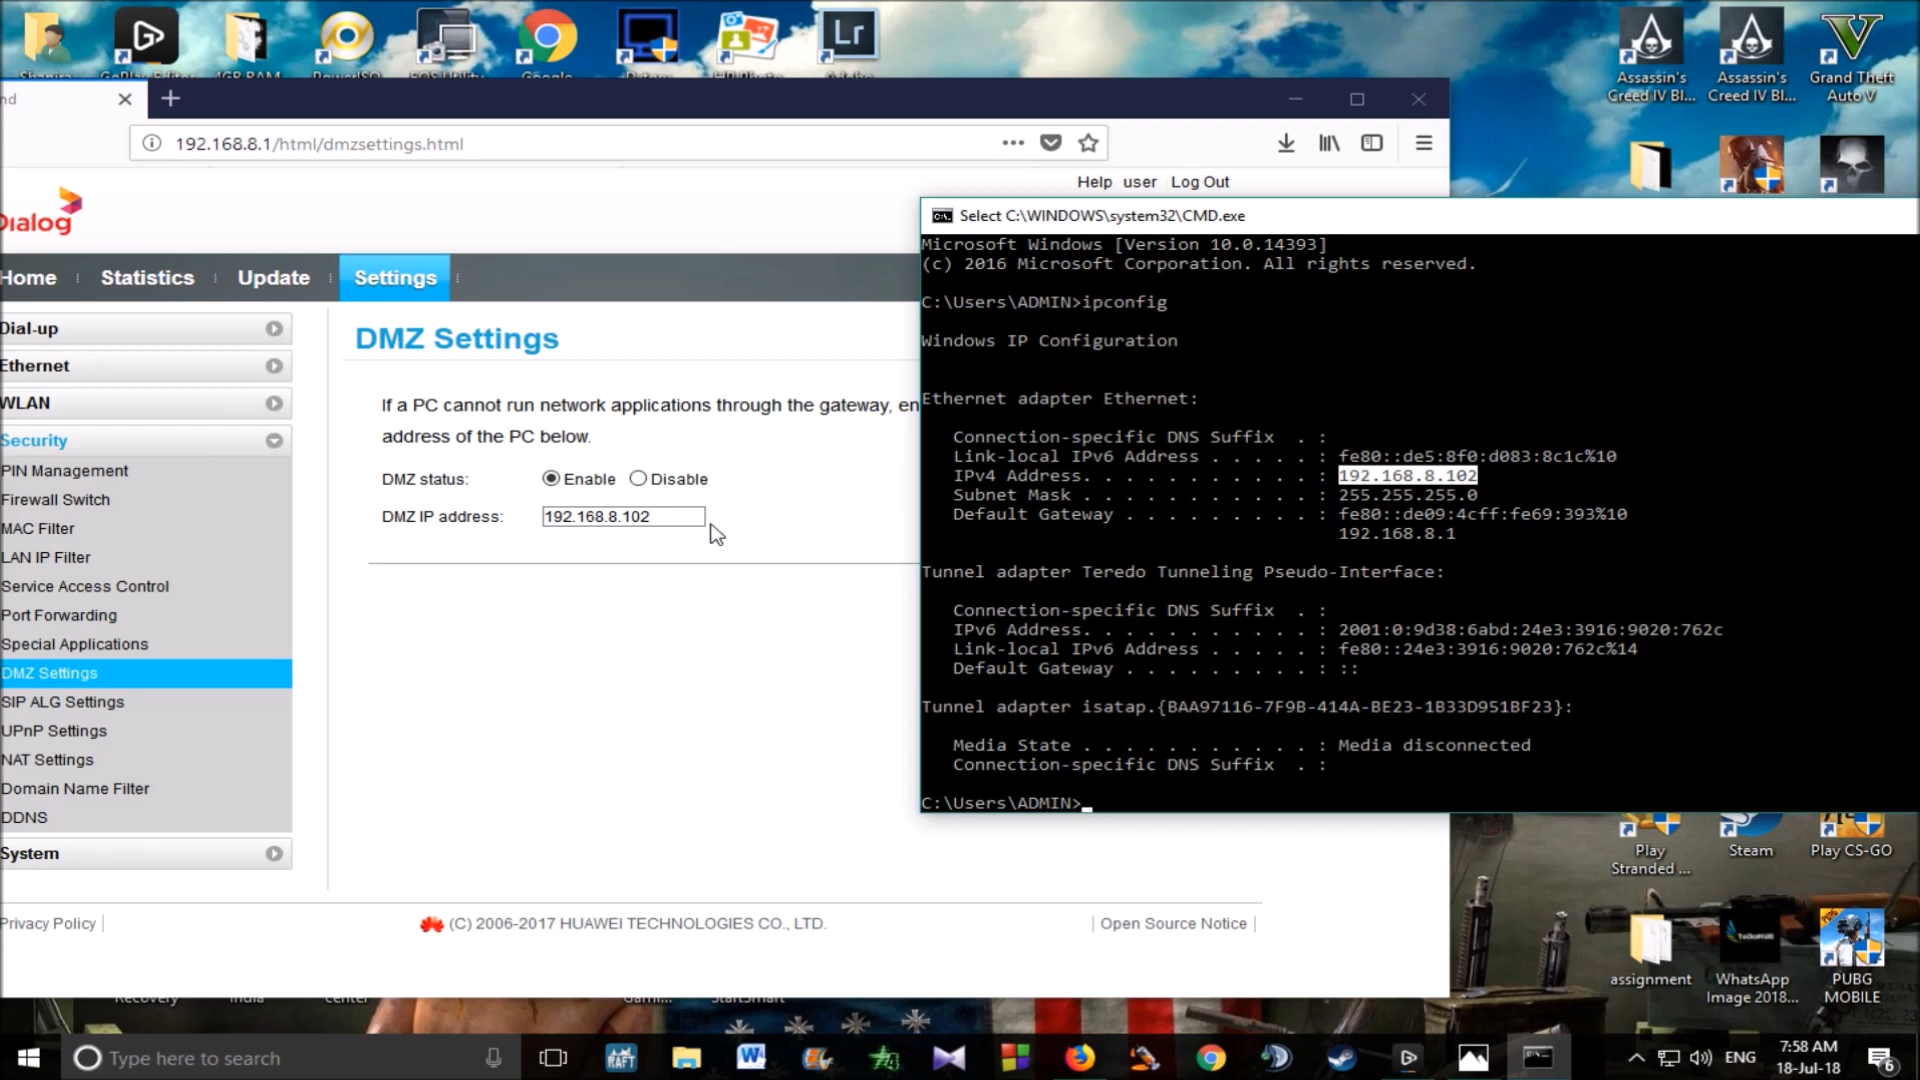 Assassin's
Creed IV Bl...
Assassin's
Creed IV Bl...
Grand Theft
Auto V
Lr
nd
192.168.8.1/html/dmzsettings.html
Help user Log Out
Dialog
Home
Statistics
Update
Settings
Dial-up
Ethernet
WLAN
Security
PIN Management
Firewall Switch
MAC Filter
LAN IP Filter
Service Access Control
Port Forwarding
Special Applications
DMZ Settings
SIP ALG Settings
UPnP Settings
NAT Settings
Domain Name Filter
DDNS
System
DMZ Settings
If a PC cannot run network applications through the gateway, en
address of the PC below.
DMZ status: Enable Disable
DMZ IP address: 192.168.8.102
Privacy Policy
(C) 2006-2017 HUAWEI TECHNOLOGIES CO., LTD.
Open Source Notice
Select C:\WINDOWS\system32\CMD.exe
Microsoft Windows [Version 10.0.14393]
(c) 2016 Microsoft Corporation. All rights reserved.
C:\Users\ADMIN>ipconfig
Windows IP Configuration
Ethernet adapter Ethernet:
Connection-specific DNS Suffix . :
Link-local IPv6 Address . . . . . : fe80::de5:8f0:d083:8c1c%10
IPv4 Address. . . . . . . . . . . : 192.168.8.102
Subnet Mask . . . . . . . . . . . : 255.255.255.0
Default Gateway . . . . . . . . . : fe80::de09:4cff:fe69:393%10
192.168.8.1
Tunnel adapter Teredo Tunneling Pseudo-Interface:
Connection-specific DNS Suffix . :
IPv6 Address. . . . . . . . . . . : 2001:0:9d38:6abd:24e3:3916:9020:762c
Link-local IPv6 Address . . . . . : fe80::24e3:3916:9020:762c%14
Default Gateway . . . . . . . . . : ::
Tunnel adapter isatap.{BAA97116-7F9B-414A-BE23-1B33D951BF23}:
Media State . . . . . . . . . . . : Media disconnected
Connection-specific DNS Suffix . :
C:\Users\ADMIN>
Play
Stranded ...
Steam
Play CS-GO
assignment
WhatsApp
Image 2018...
PUBG
MOBILE
Type here to search
RAFT
ENG
7:58 AM
18-Jul-18
6